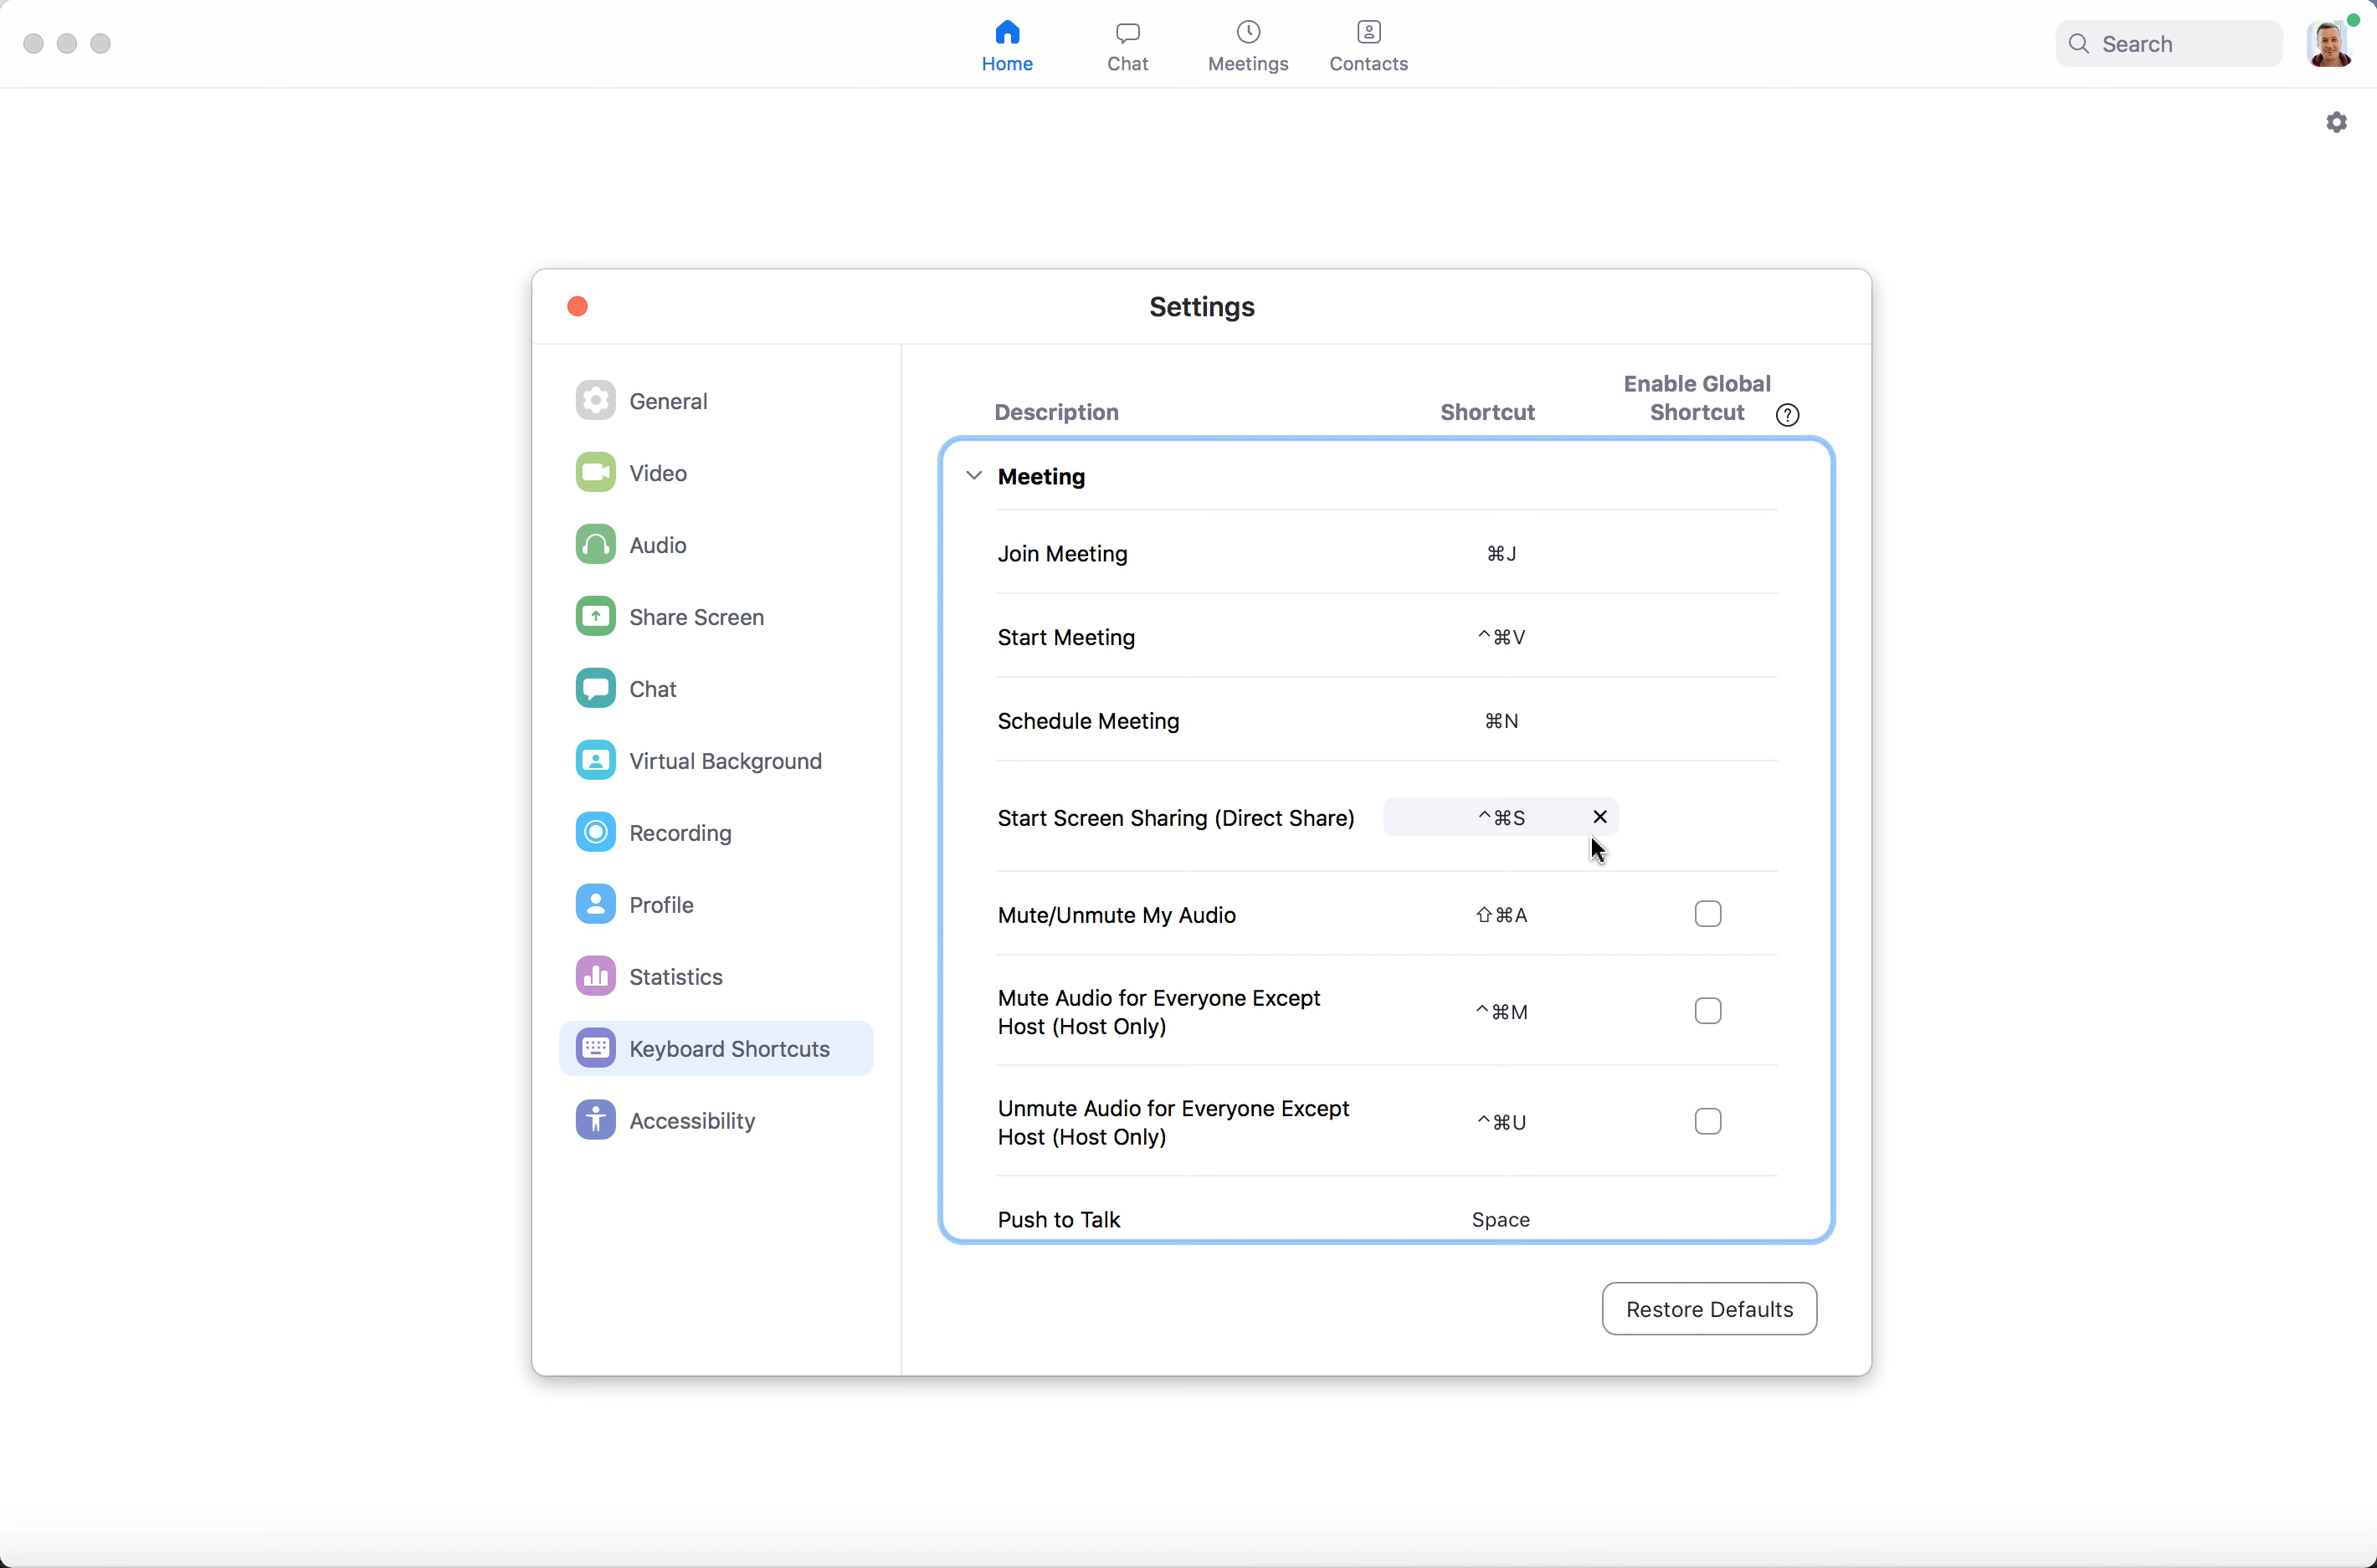 Home
Chat
Meetings
Contacts
Search
Settings
General
Video
Audio
Share Screen
Chat
Virtual Background
Recording
Profile
Statistics
Keyboard Shortcuts
Accessibility
Description
Shortcut
Enable Global
Shortcut ?
Meeting
Join Meeting ⌘J
Start Meeting ^⌘V
Schedule Meeting ⌘N
Start Screen Sharing (Direct Share) ^⌘S
Mute/Unmute My Audio ⇧⌘A
Mute Audio for Everyone Except
Host (Host Only)
^⌘M
Unmute Audio for Everyone Except
Host (Host Only)
^⌘U
Push to Talk Space
Restore Defaults